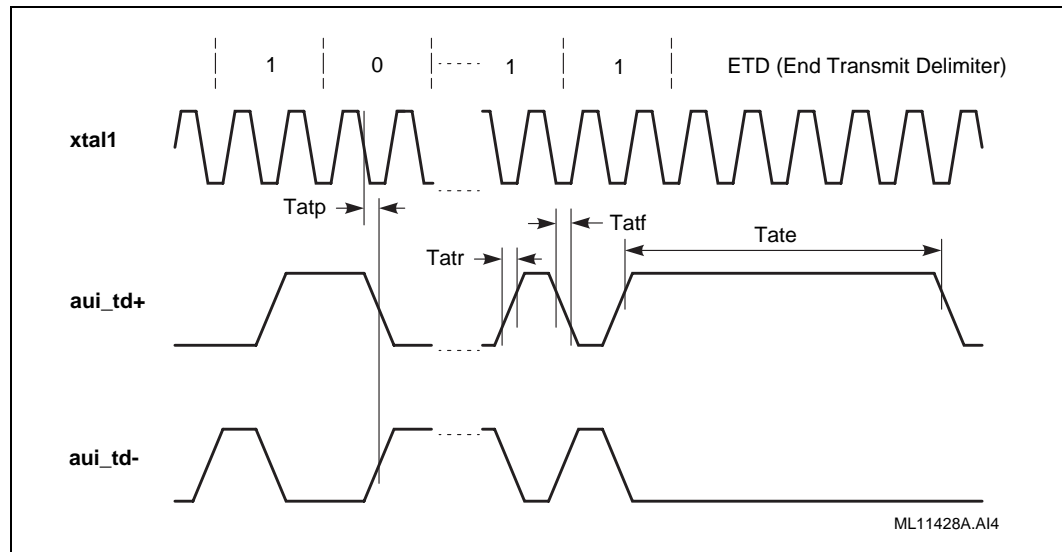 1 0 1 1 ETD (End Transmit Delimiter)
xtal1
Tatp
Tatf
Tatr
Tate
aui_td+
aui_td-
ML11428A.AI4